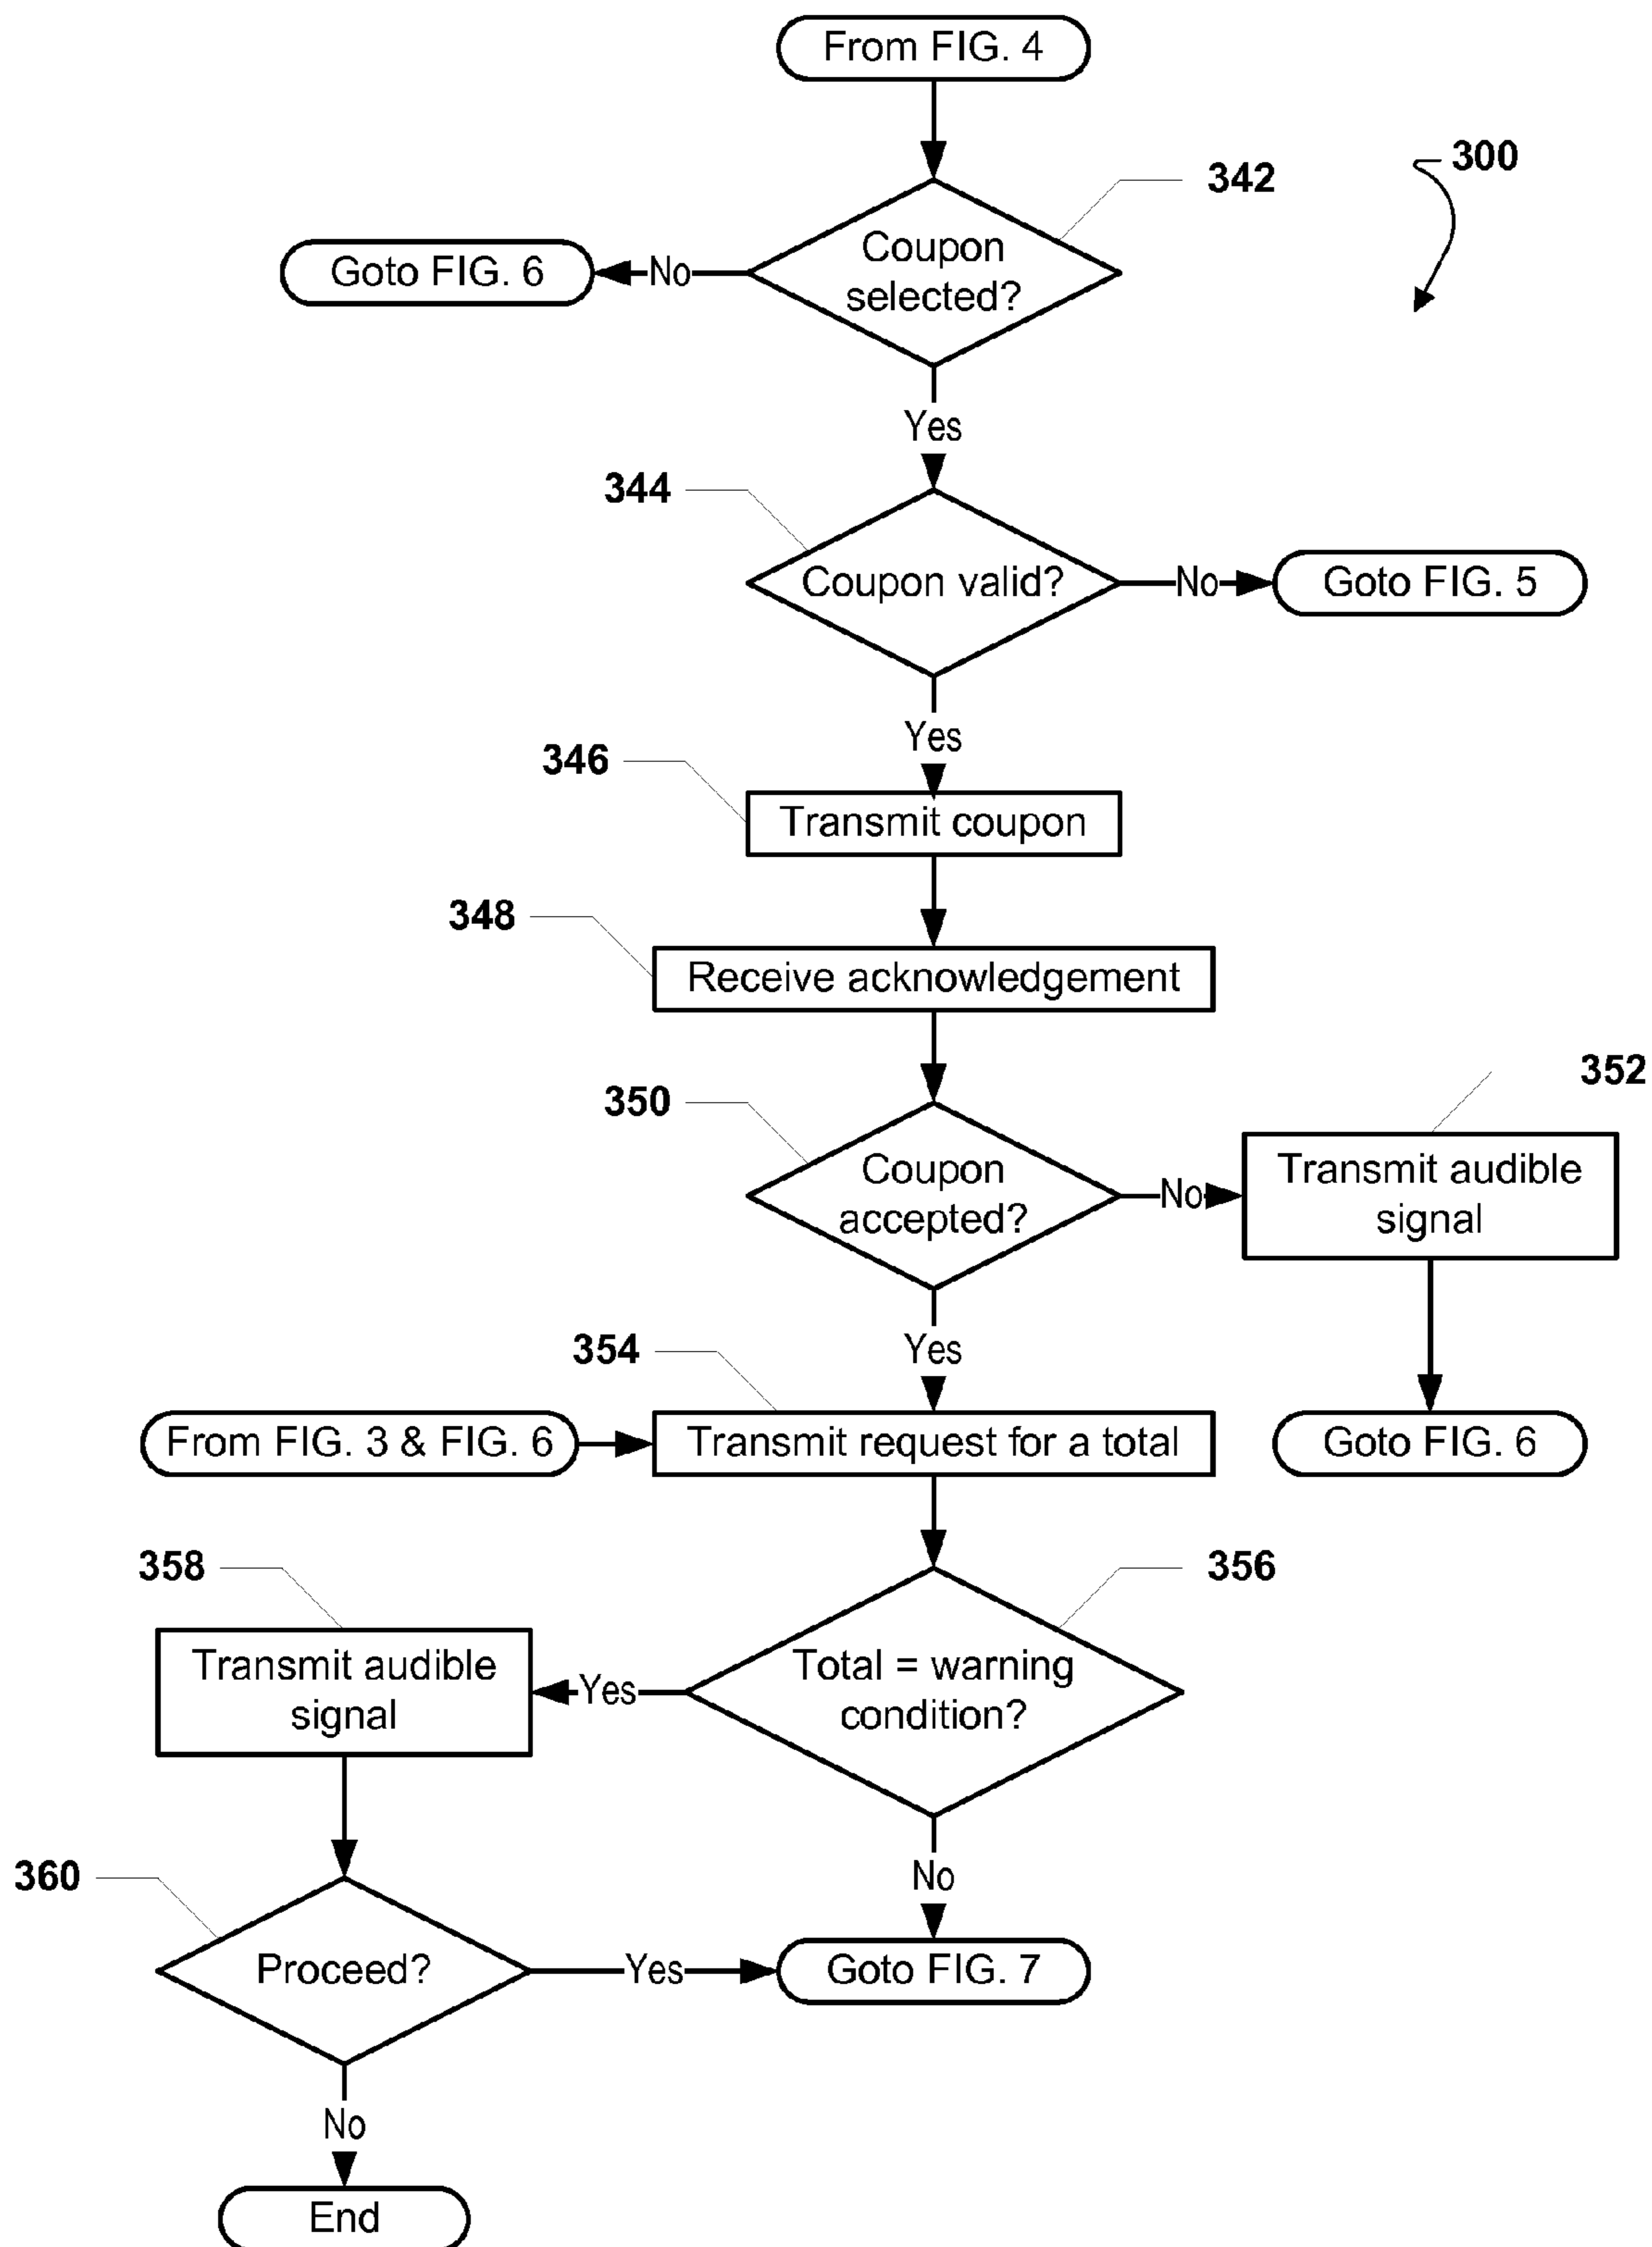 From FIG. 4
300
342
Coupon
selected?
No
Goto FIG. 6
Yes
344
Coupon valid?
No
Goto FIG. 5
Yes
346
Transmit coupon
348
Receive acknowledgement
352
350
Coupon
accepted?
No
Transmit audible
signal
Yes
354
From FIG. 3 & FIG. 6
Transmit request for a total
Goto FIG. 6
358
356
Transmit audible
signal
Yes
Total = warning
condition?
No
360
Proceed?
Yes
Goto FIG. 7
No
End